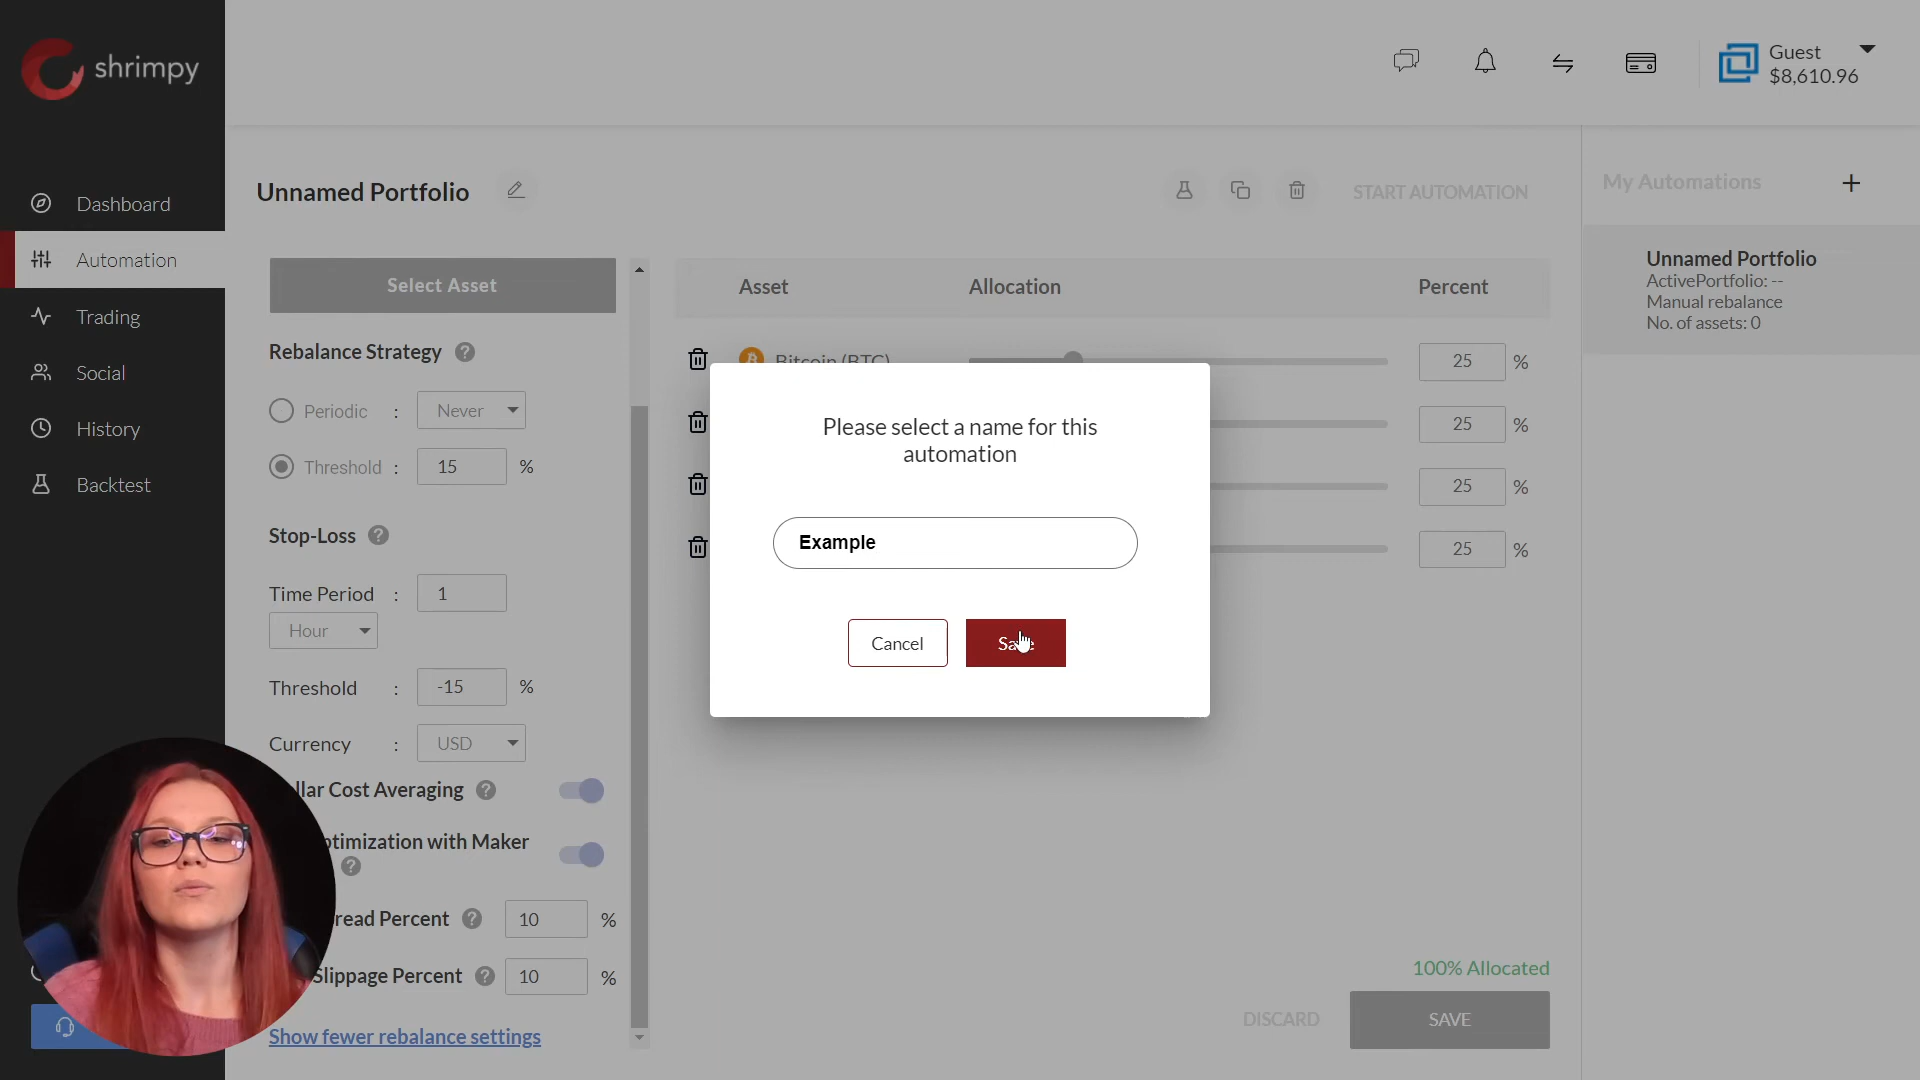 shrimpy
Guest
$8,610.96
Dashboard
Automation
Trading
Social
History
Backtest
Unnamed Portfolio
START AUTOMATION
My Automations
Unnamed Portfolio
ActivePortfolio: --
Manual rebalance
No. of assets: 0
Select Asset
Rebalance Strategy ?
Periodic : Never
Threshold : 15 %
Stop-Loss ?
Time Period : 1
Hour
Threshold : -15 %
Currency : USD
llar Cost Averaging ?
ptimization with Maker
?
read Percent ? 10 %
Slippage Percent ? 10 %
Show fewer rebalance settings
Asset Allocation Percent
Bitcoin (BTC) 25 %
25 %
25 %
25 %
Please select a name for this
automation
Example
Cancel
Save
100% Allocated
DISCARD
SAVE